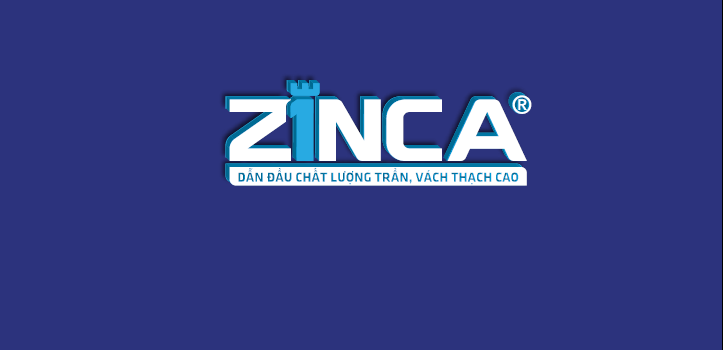 ZINCA®
DẪN ĐẦU CHẤT LƯỢNG TRẦN, VÁCH THẠCH CAO